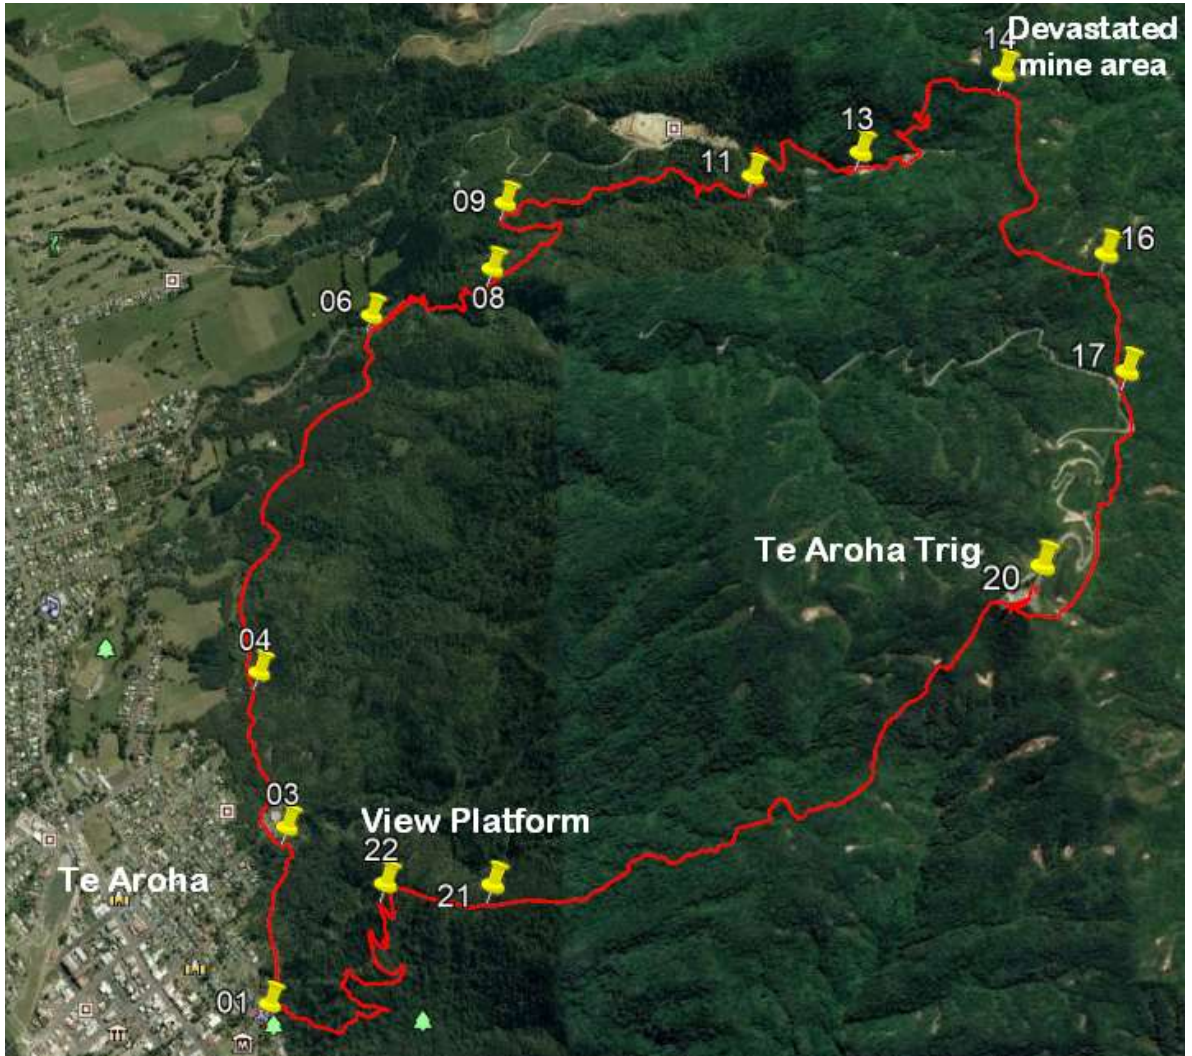 Devastated
mine area
14
13
11
09
16
08
06
17
Te Aroha Trig
20
04
03
View Platform
22
21
Te Aroha
01